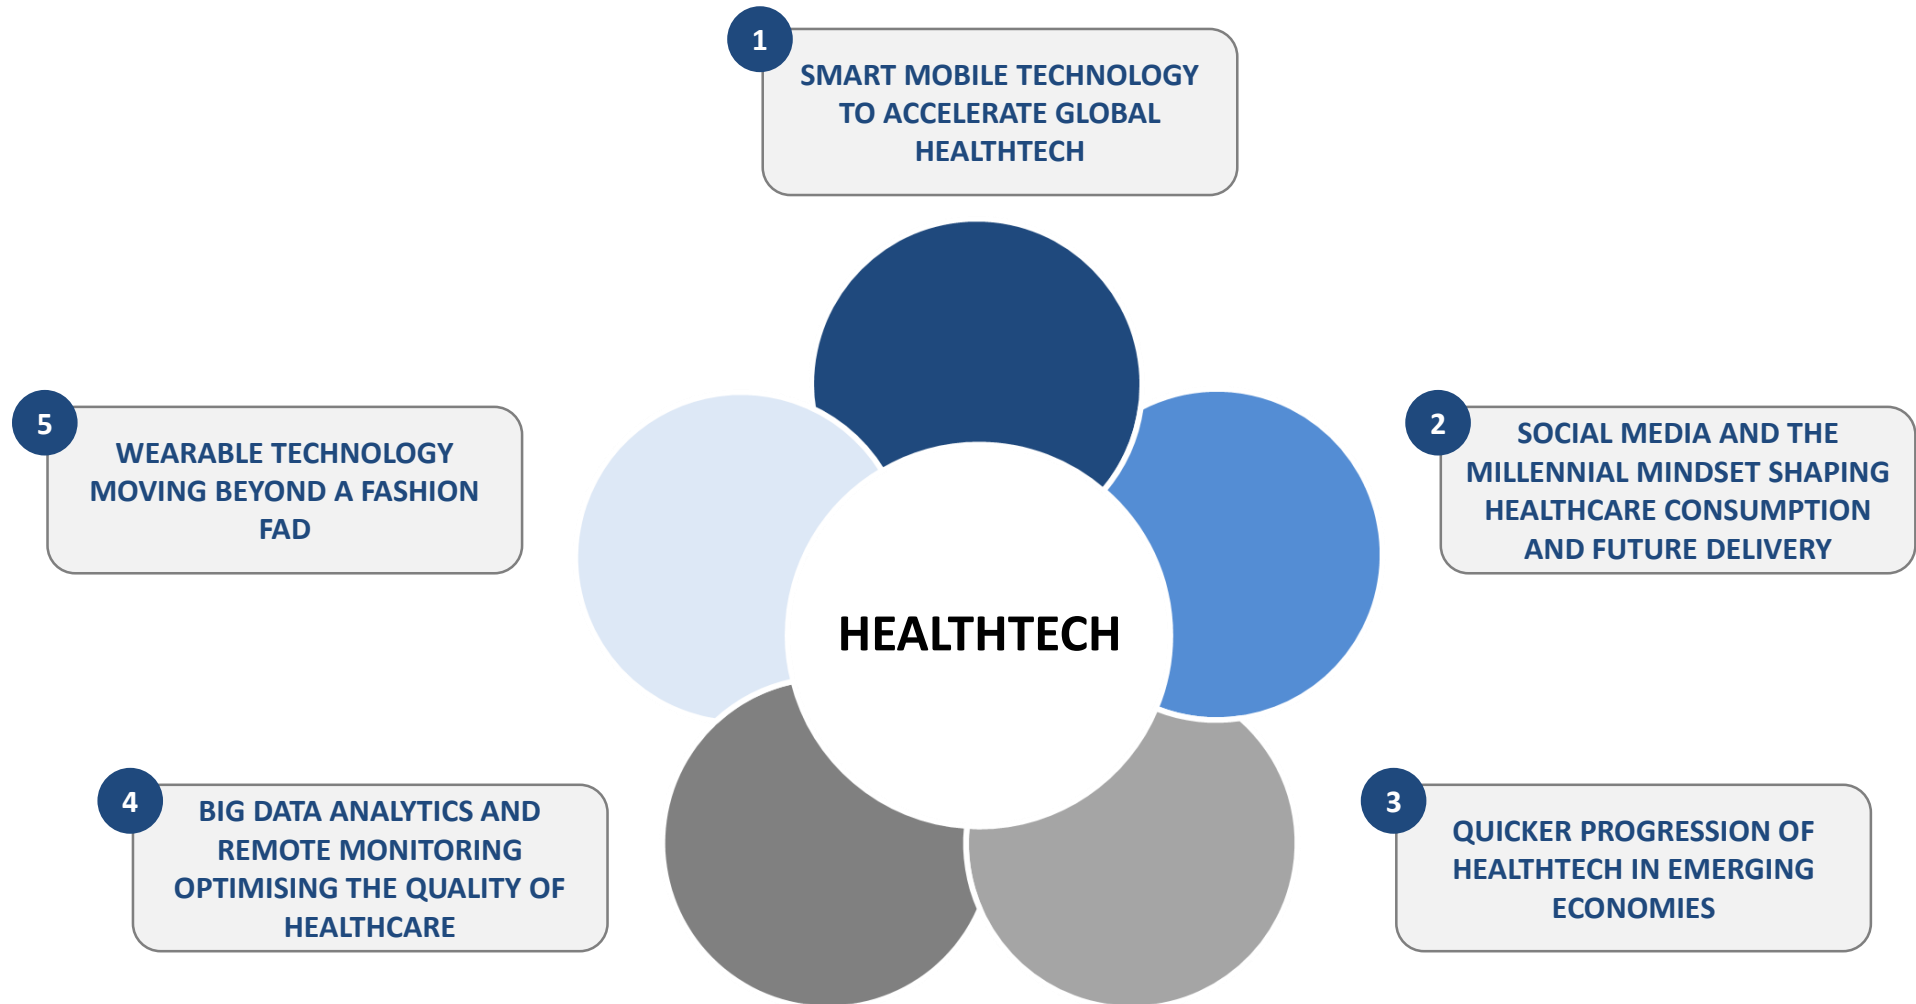 1
SMART MOBILE TECHNOLOGY
TO ACCELERATE GLOBAL
HEALTHTECH
2
SOCIAL MEDIA AND THE
MILLENNIAL MINDSET SHAPING
HEALTHCARE CONSUMPTION
AND FUTURE DELIVERY
3
QUICKER PROGRESSION OF
HEALTHTECH IN EMERGING
ECONOMIES
4
BIG DATA ANALYTICS AND
REMOTE MONITORING
OPTIMISING THE QUALITY OF
HEALTHCARE
5
WEARABLE TECHNOLOGY
MOVING BEYOND A FASHION
FAD
HEALTHTECH